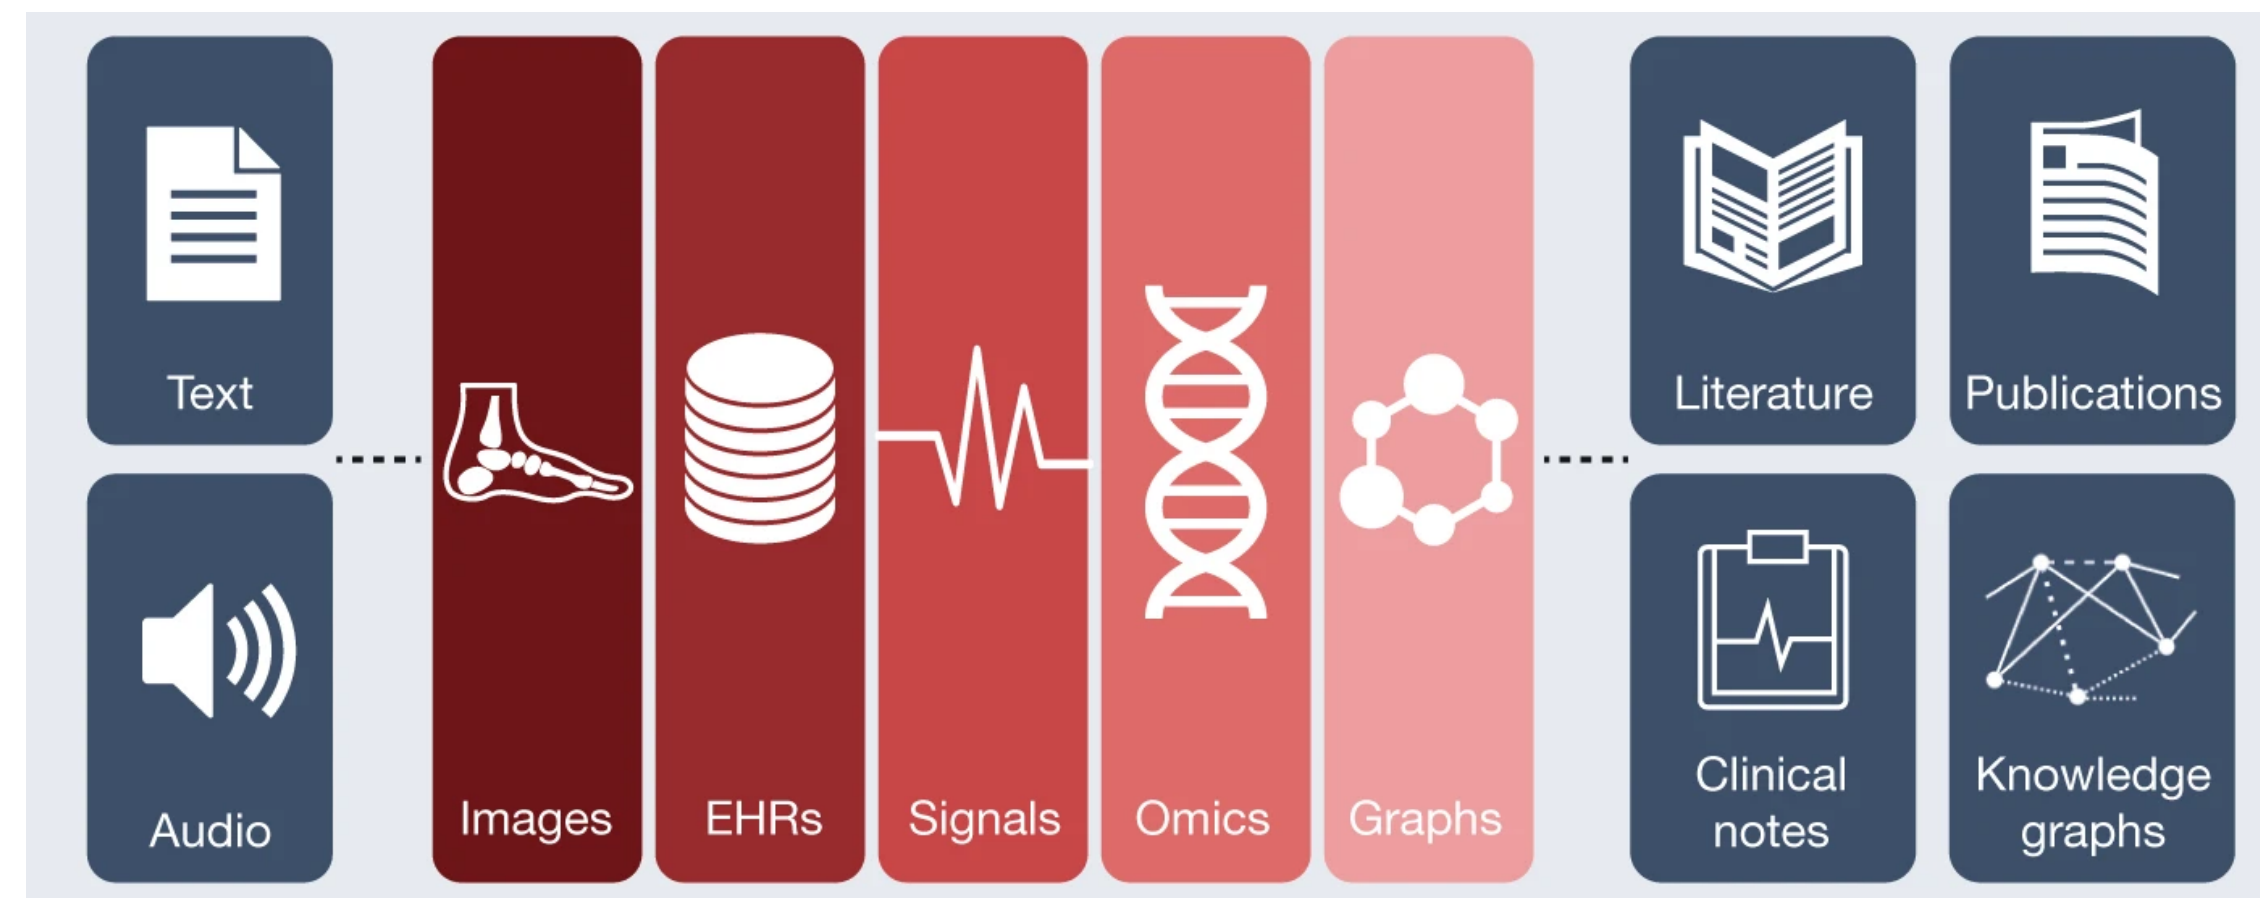 Text
Audio
Images
EHRs
Signals
Omics
Graphs
Literature
Publications
Clinical
notes
Knowledge
graphs